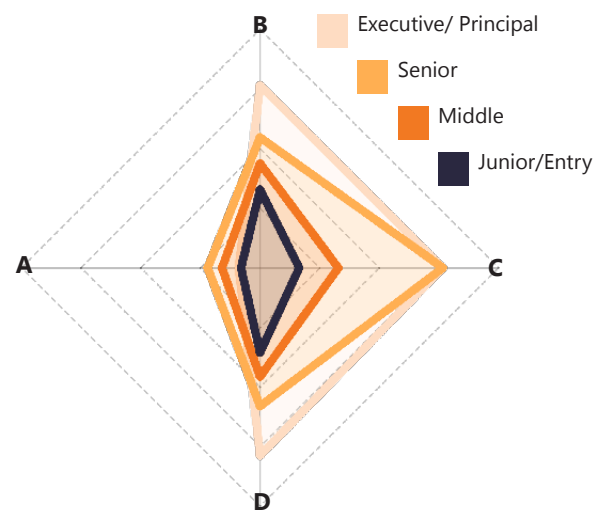 B
Executive/ Principal
Senior
Middle
Junior/Entry
A
C
D